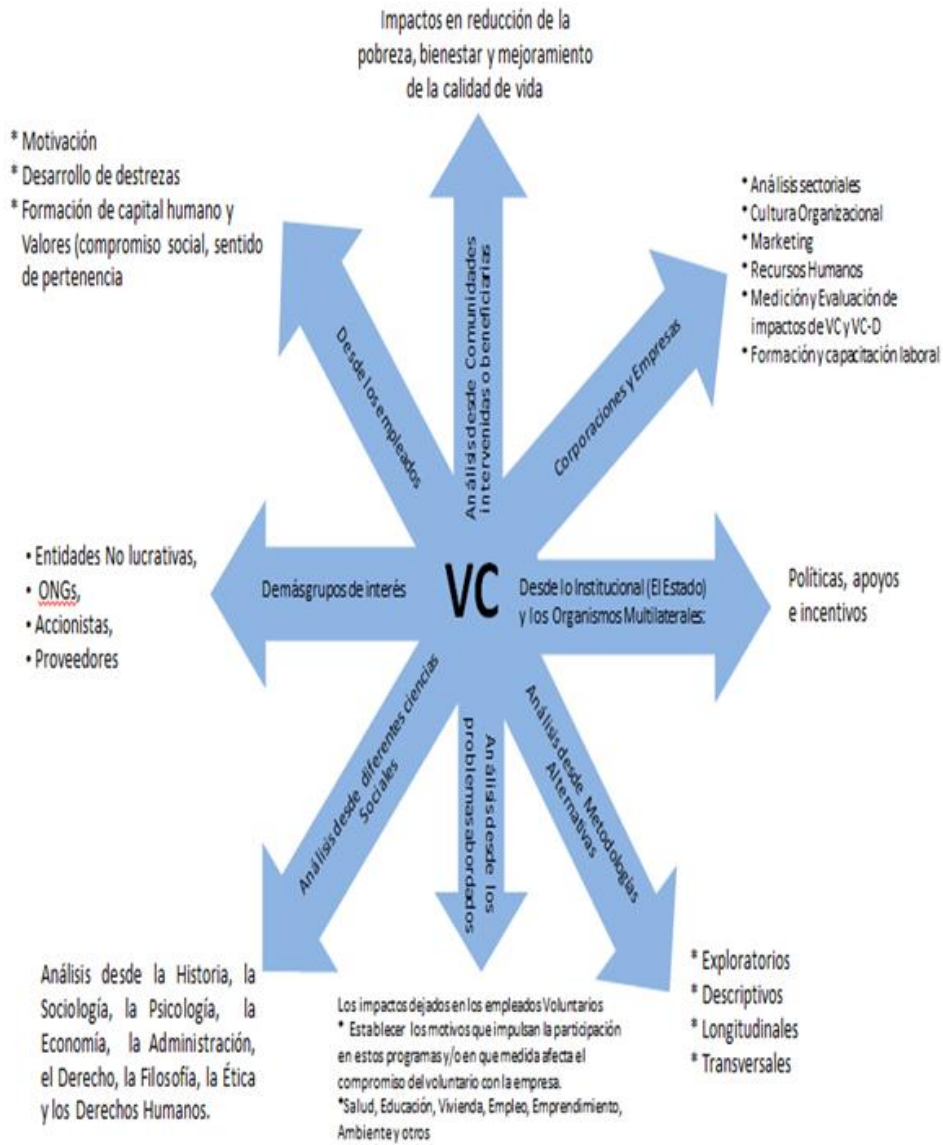 Impactos en reducción de la
pobreza, bienestar y mejoramiento
de la calidad de vida
* Motivación
* Desarrollo de destrezas
* Formación de capital humano y
Valores (compromiso social, sentido
de pertenencia
* Análisis sectoriales
* Cultura Organizacional
* Marketing
* Recursos Humanos
* Medición y Evaluación de
impactos de VC y VC-D
* Formación y capacitación laboral
Análisis desde Comunidades
intervenidas o beneficiarias
Desde los empleados
Corporaciones y Empresas
• Entidades No lucrativas,
• ONGs,
• Accionistas,
• Proveedores
Demás grupos de interés
VC
Desde lo Institucional (El Estado)
y los Organismos Multilaterales:
Políticas, apoyos
e incentivos
Análisis desde diferentes ciencias
Sociales
Análisis desde los
problemas abordados
Análisis desde Metodologías
Alternativas
Análisis desde la Historia, la
Sociología, la Psicología, la
Economía, la Administración,
el Derecho, la Filosofía, la Ética
y los Derechos Humanos.
Los impactos dejados en los empleados Voluntarios
* Establecer los motivos que impulsan la participación
en estos programas y/o en que medida afecta el
compromiso del voluntario con la empresa.
*Salud, Educación, Vivienda, Empleo, Emprendimiento,
Ambiente y otros
* Exploratorios
* Descriptivos
* Longitudinales
* Transversales